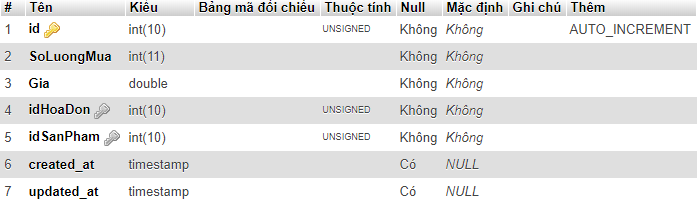 # Tên Kiểu Bảng mã đối chiếu Thuộc tính Null Mặc định Ghi chú Thêm
1 id int(10) UNSIGNED Không Không AUTO_INCREMENT
2 SoLuongMua int(11) Không Không
3 Gia double Không Không
4 idHoaDon int(10) UNSIGNED Không Không
5 idSanPham int(10) UNSIGNED Không Không
6 created_at timestamp Có NULL
7 updated_at timestamp Có NULL